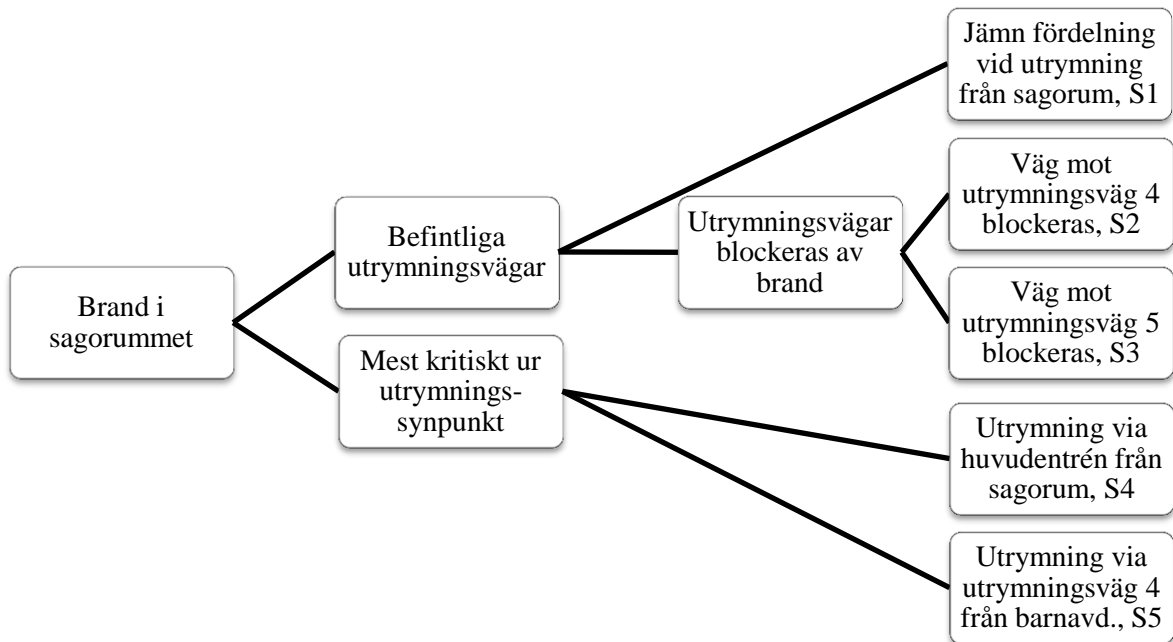 Brand i
sagorummet
Befintliga
utrymningsvägar
Mest kritiskt ur
utrymnings-
synpunkt
Utrymningsvägar
blockeras av
brand
Jämn fördelning
vid utrymning
från sagorum, S1
Väg mot
utrymningsväg 4
blockeras, S2
Väg mot
utrymningsväg 5
blockeras, S3
Utrymning via
huvudentrén från
sagorum, S4
Utrymning via
utrymningsväg 4
från barnavd., S5